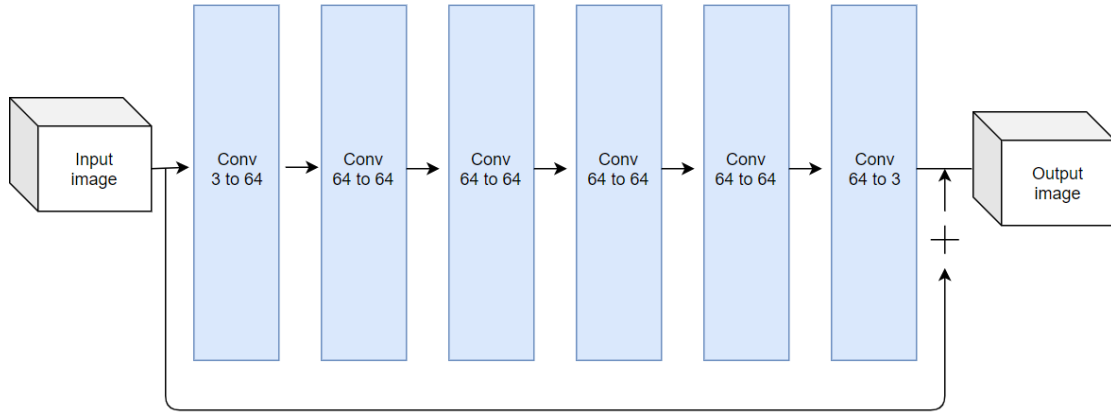 Input
image
Conv
3 to 64
Conv
64 to 64
Conv
64 to 64
Conv
64 to 64
Conv
64 to 64
Conv
64 to 3
+
Output
image